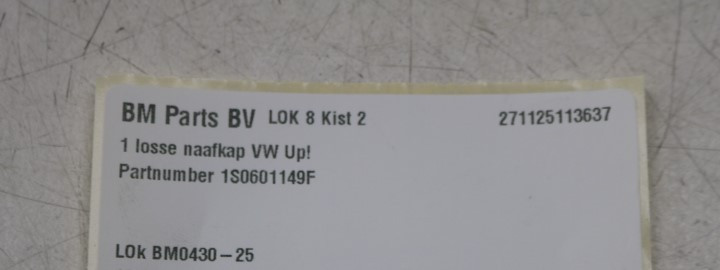 BM Parts BV LOK 8 Kist 2 271125113637
1 losse naafkap VW Up!
Partnumber 1S0601149F
LOk BM0430-25